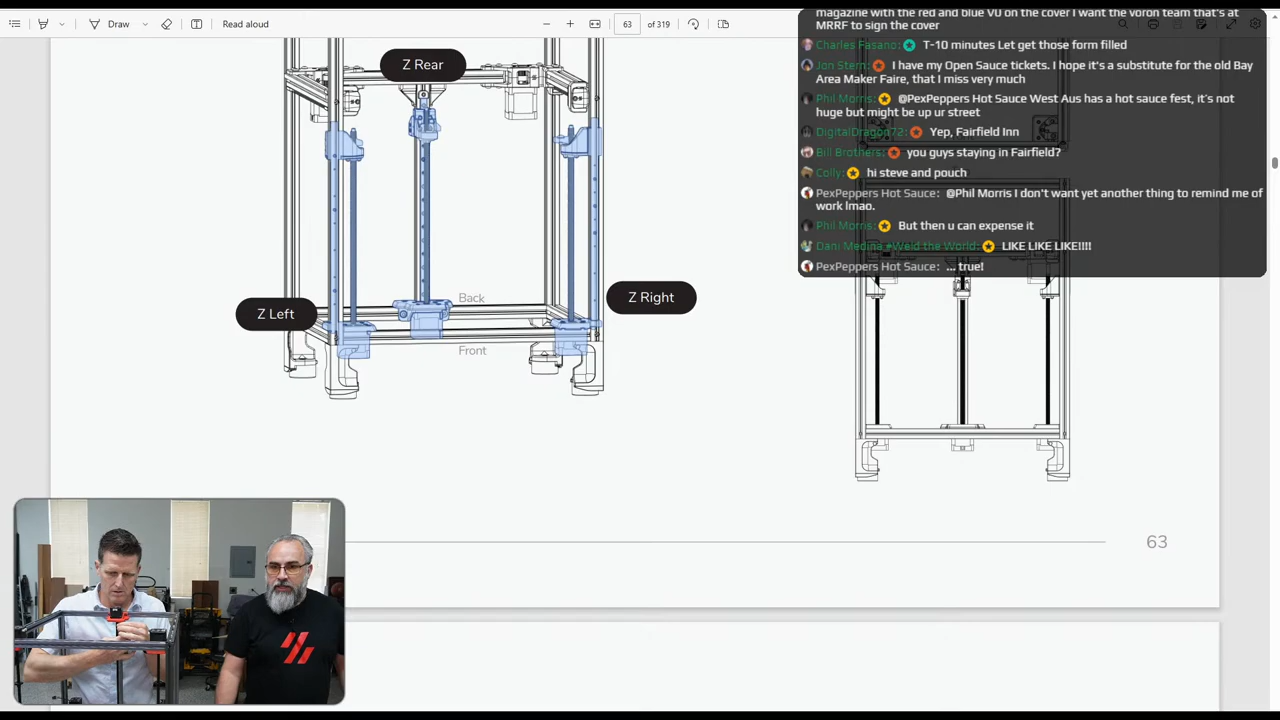 Draw
Read aloud
63
of 319
magazine with the red and blue V0 on the cover I want the voron team that's at
MRRF to sign the cover
Charles Fasano: T-10 minutes Let get those form filled
Jon Stern: I have my Open Sauce tickets. I hope it's a substitute for the old Bay
Area Maker Faire, that I miss very much
Phil Morris: @PexPeppers Hot Sauce West Aus has a hot sauce fest, it's not
huge but might be up ur street
DigitalDragon72: Yep, Fairfield Inn
Bill Brothers: you guys staying in Fairfield?
Colly: hi steve and pouch
PexPeppers Hot Sauce: @Phil Morris I don't want yet another thing to remind me of
work lmao.
Phil Morris: But then u can expense it
Dani Medina #Weld the World: LIKE LIKE LIKE!!!!
PexPeppers Hot Sauce: ... true!
Z Rear
Z Left
Back
Z Right
Front
63